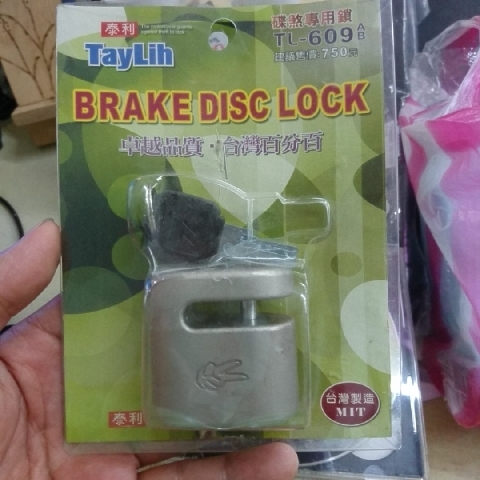 泰利
TayLih
碟煞專用鎖
TL-609 A B
建議售價:750元
BRAKE DISC LOCK
卓越品質·台灣百分百
台灣製造
MIT
泰利